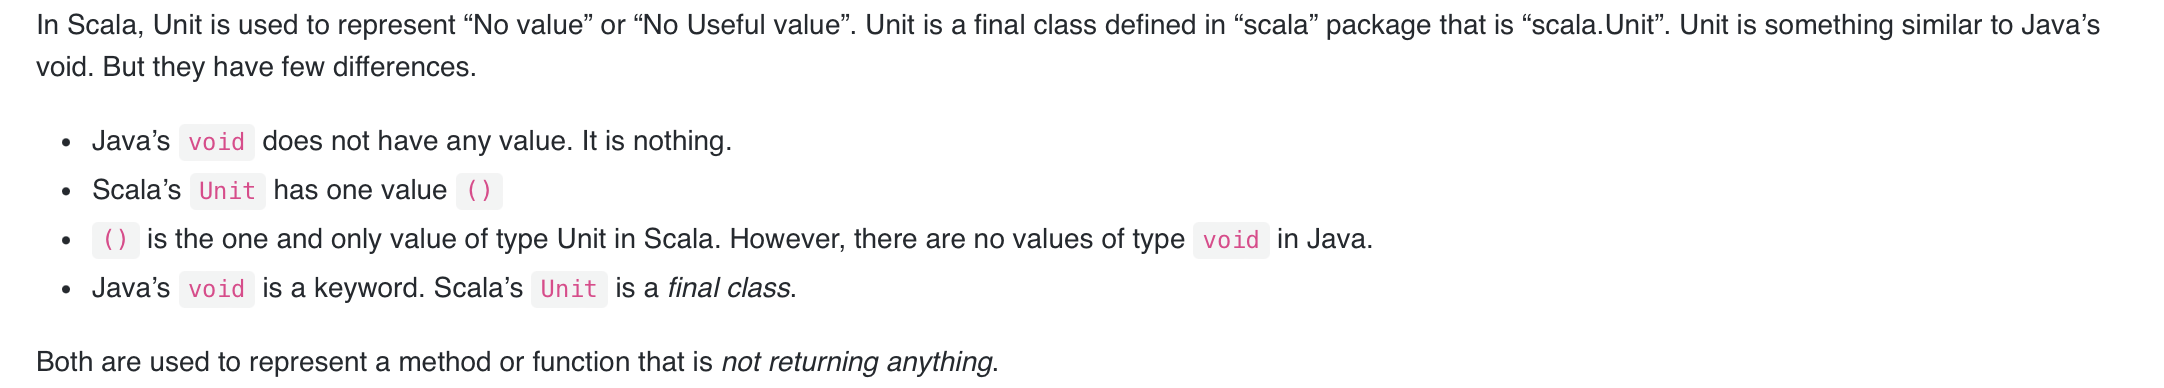 In Scala, Unit is used to represent “No value” or “No Useful value”. Unit is a final class defined in “scala” package that is “scala.Unit”. Unit is something similar to Java’s
void. But they have few differences.
• Java’s void does not have any value. It is nothing.
• Scala’s Unit has one value ()
• () is the one and only value of type Unit in Scala. However, there are no values of type void in Java.
• Java’s void is a keyword. Scala’s Unit is a final class.
Both are used to represent a method or function that is not returning anything.